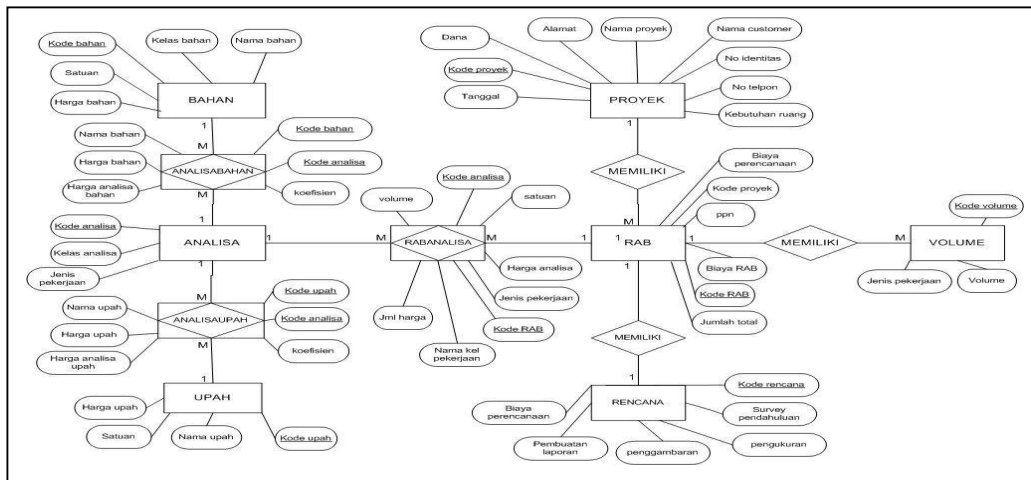 Kode bahan
Kelas bahan
Nama bahan
Satuan
Harga bahan
BAHAN
1
M
Nama bahan
Kode bahan
Harga bahan
ANALISABAHAN
Kode analisa
Harga analisa
bahan
koefisien
M
1
Kode analisa
Kelas analisa
Jenis
pekerjaan
ANALISA
1
1
M
Nama upah
Kode upah
Harga upah
ANALISAUPAH
Kode analisa
Harga analisa
upah
koefisien
M
1
Harga upah
UPAH
Satuan
Nama upah
Kode upah
volume
Kode analisa
satuan
M
RABANALISA
M
Harga analisa
Jenis pekerjaan
Jml harga
Kode RAB
Nama kel
pekerjaan
Dana
Alamat
Nama proyek
Nama customer
Kode proyek
No identitas
Tanggal
PROYEK
No telpon
Kebutuhan ruang
1
MEMILIKI
M
Biaya
perencanaan
Kode proyek
ppn
1
RAB
1
1
Biaya RAB
Kode RAB
Jumlah total
MEMILIKI
M
VOLUME
Kode volume
Jenis pekerjaan
Volume
MEMILIKI
1
RENCANA
Biaya
perencanaan
Kode rencana
Survey
pendahuluan
Pembuatan
laporan
penggambaran
pengukuran